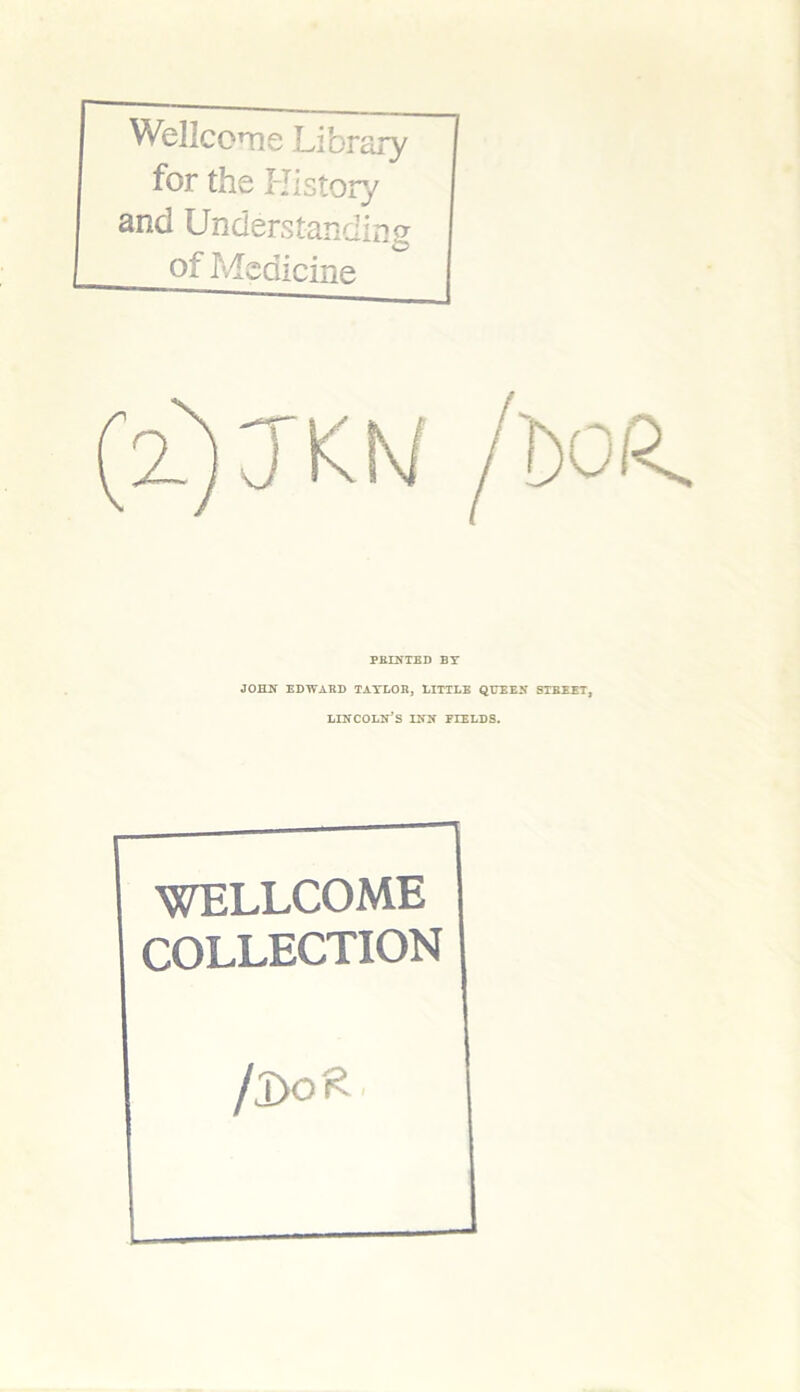 Wellcome Library
for the History
and Understanding
of Medicine
(2) JKN /DOR
PRINTED BY
JOHN EDWARD TAYLOR, LITTLE QUEEN STREET,
LINCOLN'S INN FIELDS.
WELLCOME
COLLECTION
/DOR